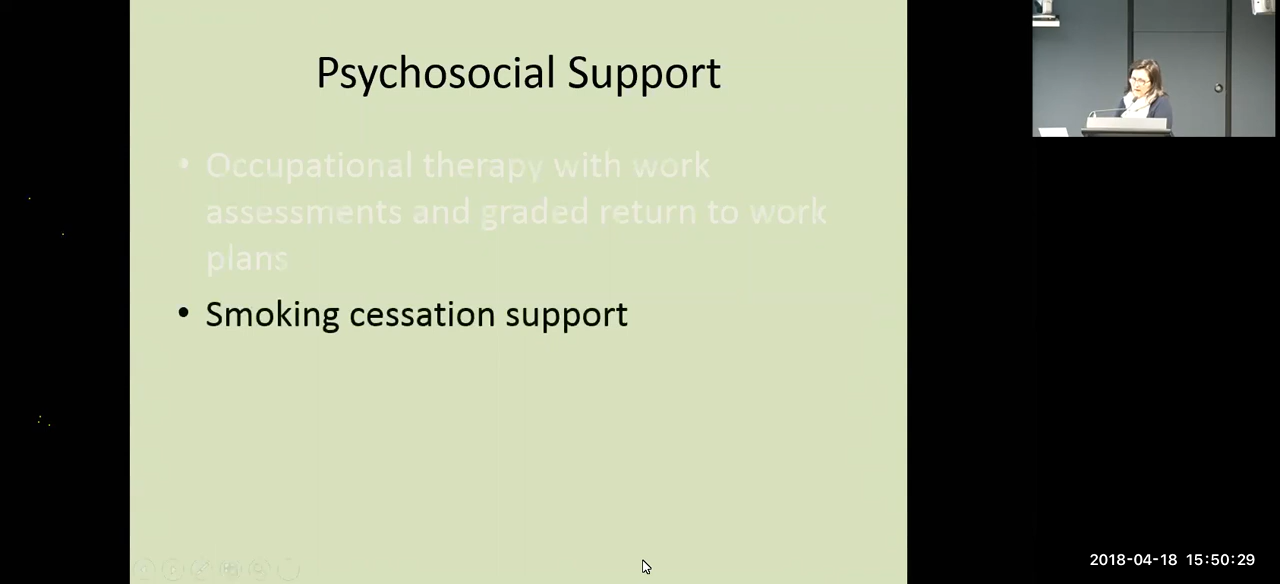 Psychosocial Support
• Occupational therapy with work
assessments and graded return to work
plans
• Smoking cessation support
2018-04-18 15:50:29